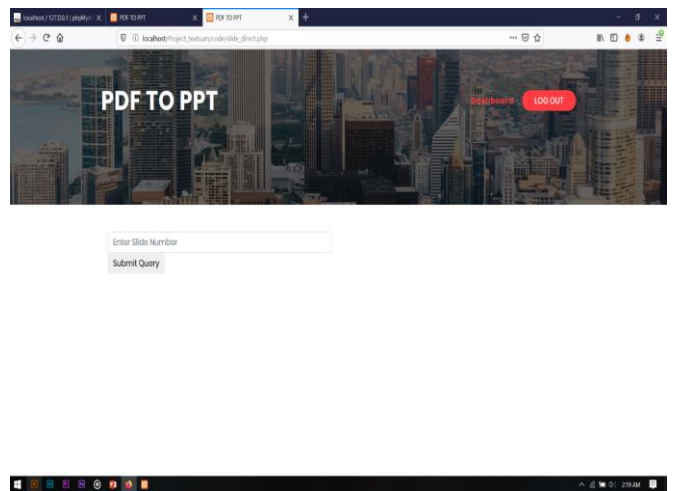 localhost / 127.0.0.1 | phpMyA
PDF TO PPT
PDF TO PPT
localhost/Project_textsum/code/slide_direct.php
PDF TO PPT
Dashboard
LOG OUT
Enter Slide Number
Submit Query
2:19 AM